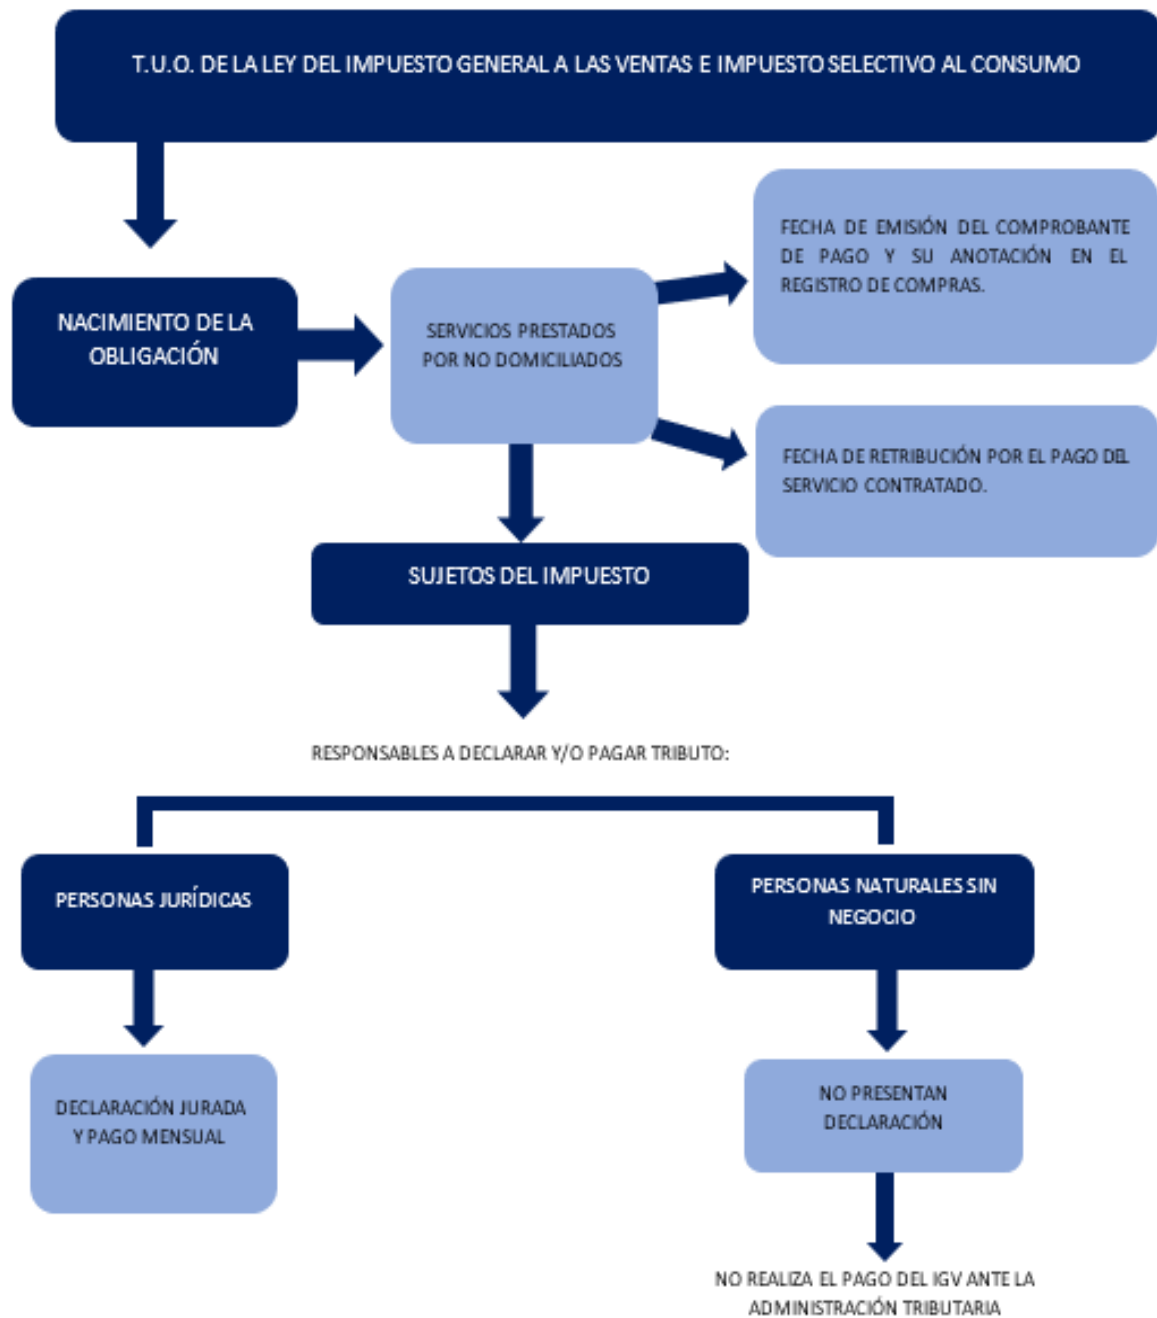 T.U.O. DE LA LEY DEL IMPUESTO GENERAL A LAS VENTAS E IMPUESTO SELECTIVO AL CONSUMO
NACIMIENTO DE LA
OBLIGACIÓN
SERVICIOS PRESTADOS
POR NO DOMICILIADOS
FECHA DE EMISIÓN DEL COMPROBANTE
DE PAGO Y SU ANOTACIÓN EN EL
REGISTRO DE COMPRAS.
FECHA DE RETRIBUCIÓN POR EL PAGO DEL
SERVICIO CONTRATADO.
SUJETOS DEL IMPUESTO
RESPONSABLES A DECLARAR Y/O PAGAR TRIBUTO:
PERSONAS JURÍDICAS
DECLARACIÓN JURADA
Y PAGO MENSUAL
PERSONAS NATURALES SIN
NEGOCIO
NO PRESENTAN
DECLARACIÓN
NO REALIZA EL PAGO DEL IGV ANTE LA
ADMINISTRACIÓN TRIBUTARIA